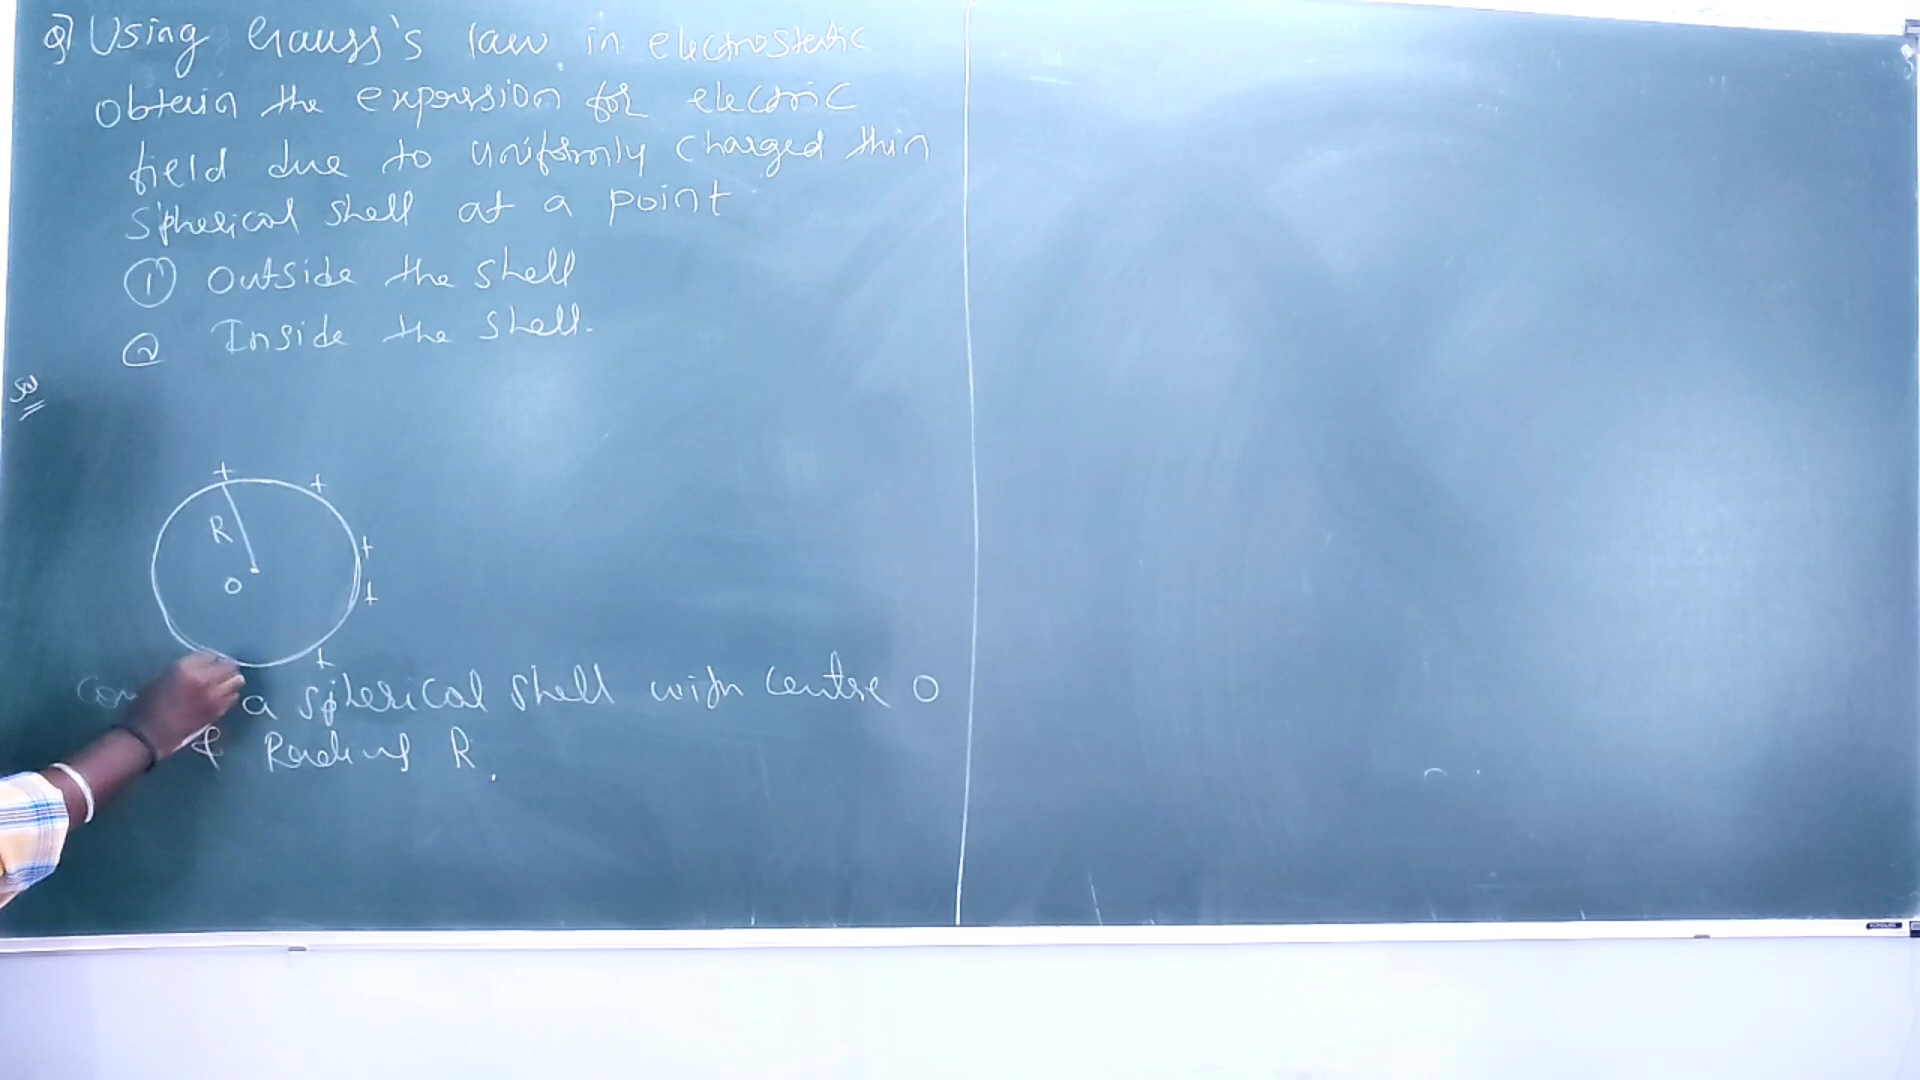 Q) Using Gauss's law in electrostatic
obtain the expression for electric
field due to uniformly charged thin
spherical shell at a point
① Outside the shell
② Inside the shell.
Sol
+ +
R
+
O
+
+
a spherical shell with centre O
& Radius R.